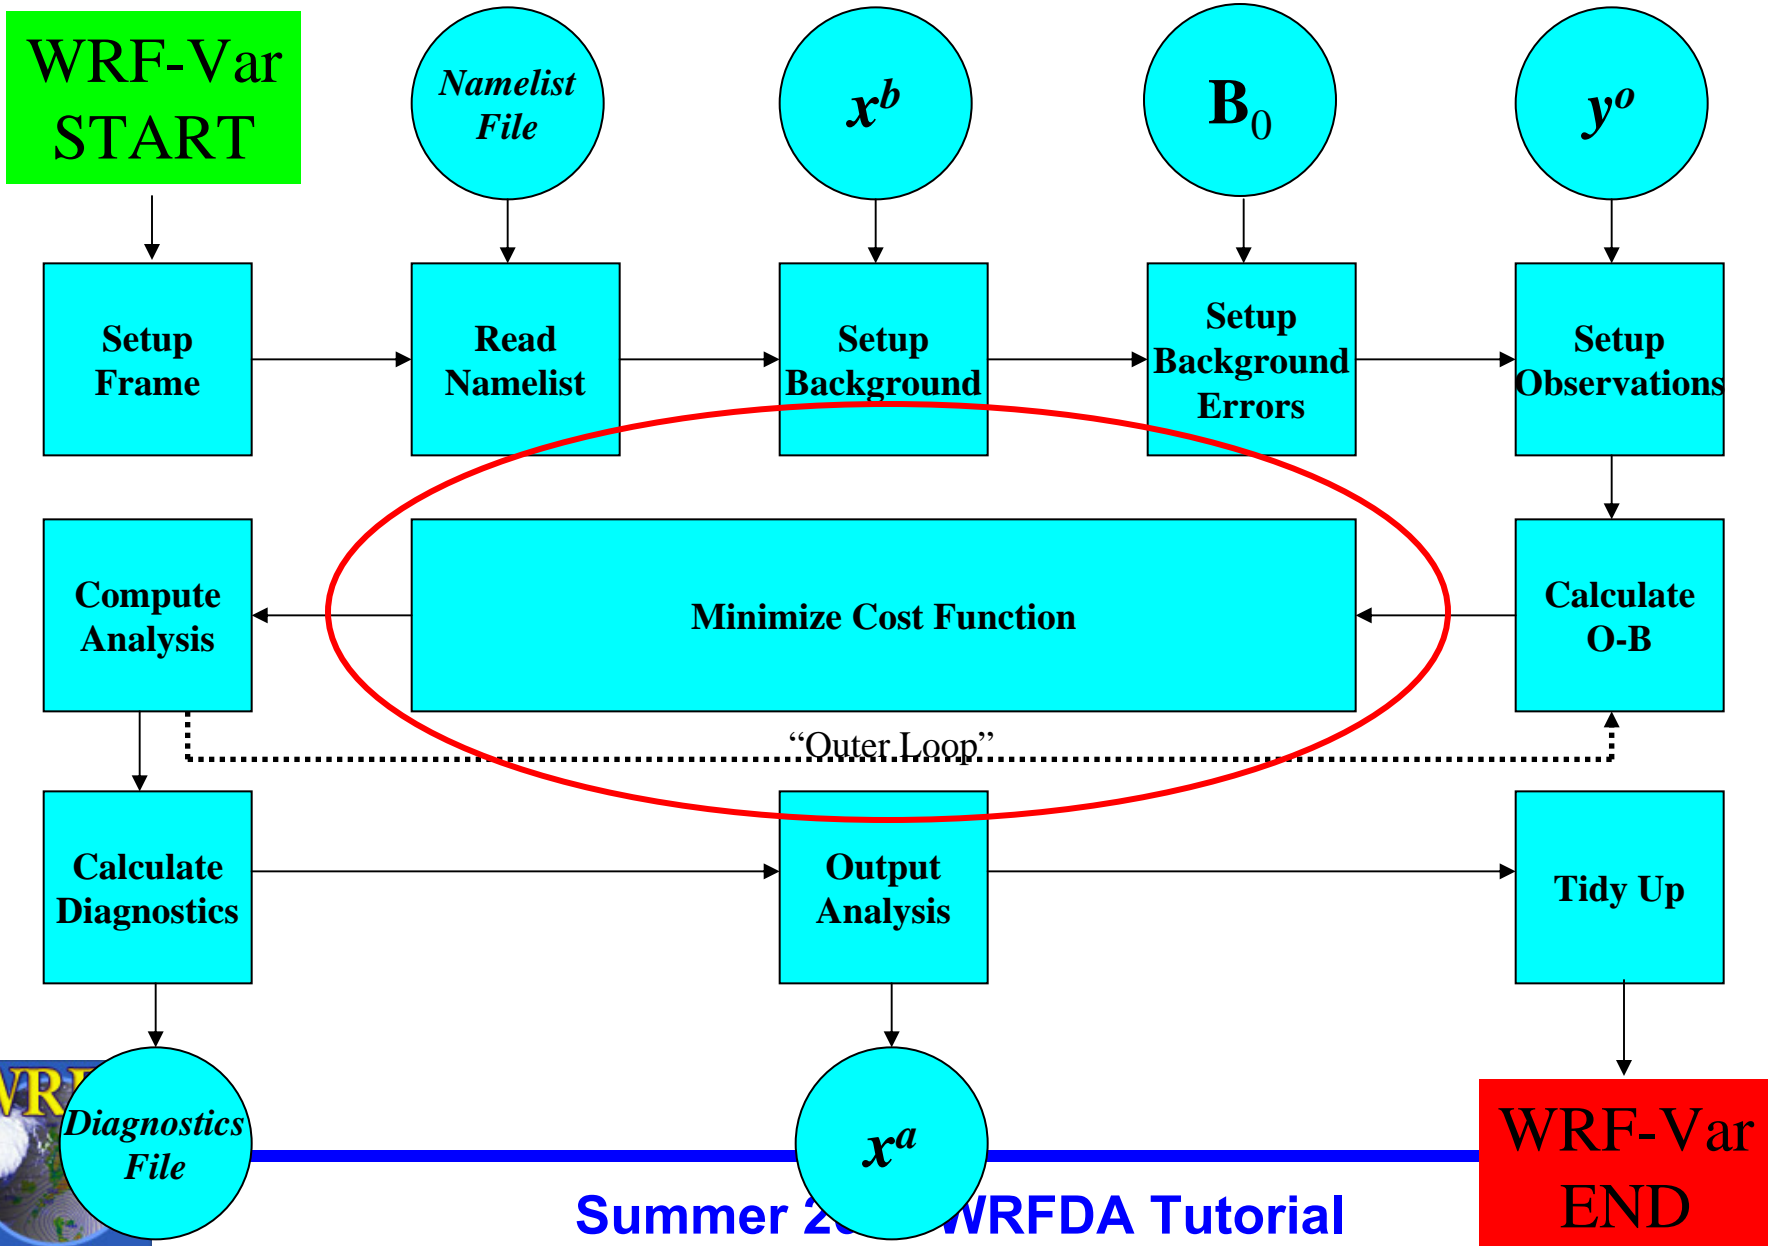 WRF-Var
START
Namelist
File
x^b
B_0
y^o
Setup
Frame
Read
Namelist
Setup
Background
Setup
Background
Errors
Setup
Observations
Compute
Analysis
Minimize Cost Function
Calculate
O-B
“Outer Loop”
Calculate
Diagnostics
Output
Analysis
Tidy Up
Diagnostics
File
x^a
WRF-Var
END
Summer WRFDA Tutorial